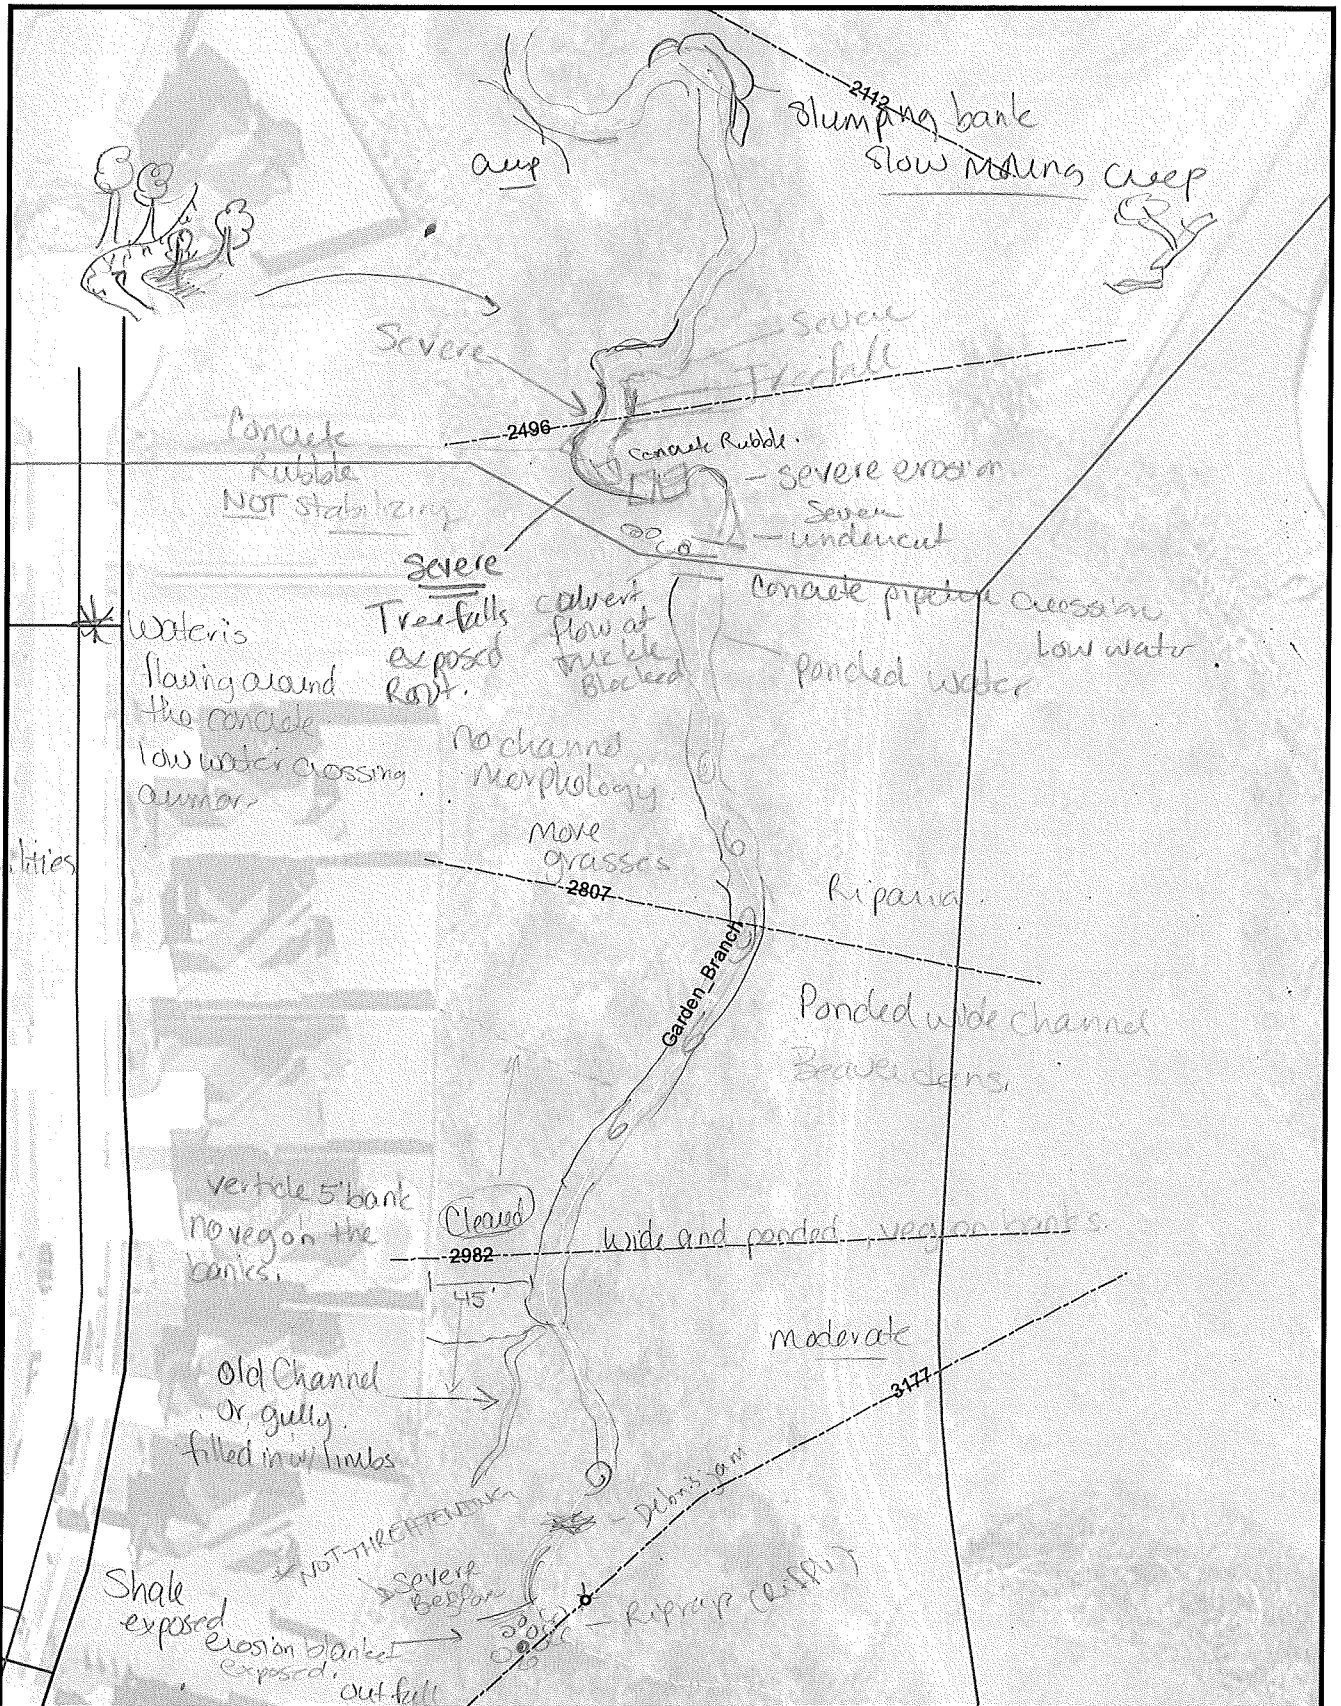 2112
Slumping bank
Slow moving creep
Severe
Severe
Treefall
2496
Concrete
Rubble
NOT Stabilizing
Concrete Rubble.
- severe erosion
Severe
- undercut
Severe
Treefalls
exposed
Root.
culvert
flow at
Blocked
Concrete pipeline crossing
Low water
Ponded water
Water is
flowing around
the concrete
low water crossing
armor
no channel
morphology
More
grasses
lities
2807
Riparia
Garden_Branch
Ponded wide channel
Beaver dens.
verticle 5' bank
no veg on the
banks.
Cleared
2982
wide and ponded, veg on banks.
45'
moderate
3177
Old Channel
or gully.
filled in w/ limbs
NOT THREATENING
- Debris jam
Severe
- Riprap
Shale
exposed
erosion blanket
exposed.
outfall